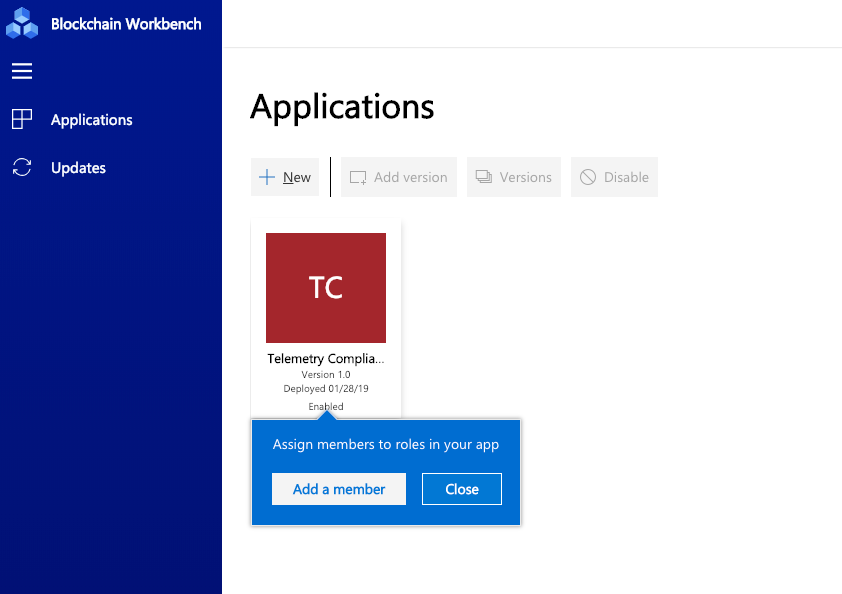 Blockchain Workbench
Applications
Updates
Applications
New
Add version
Versions
Disable
TC
Telemetry Complia...
Version 1.0
Deployed 01/28/19
Enabled
Assign members to roles in your app
Add a member
Close